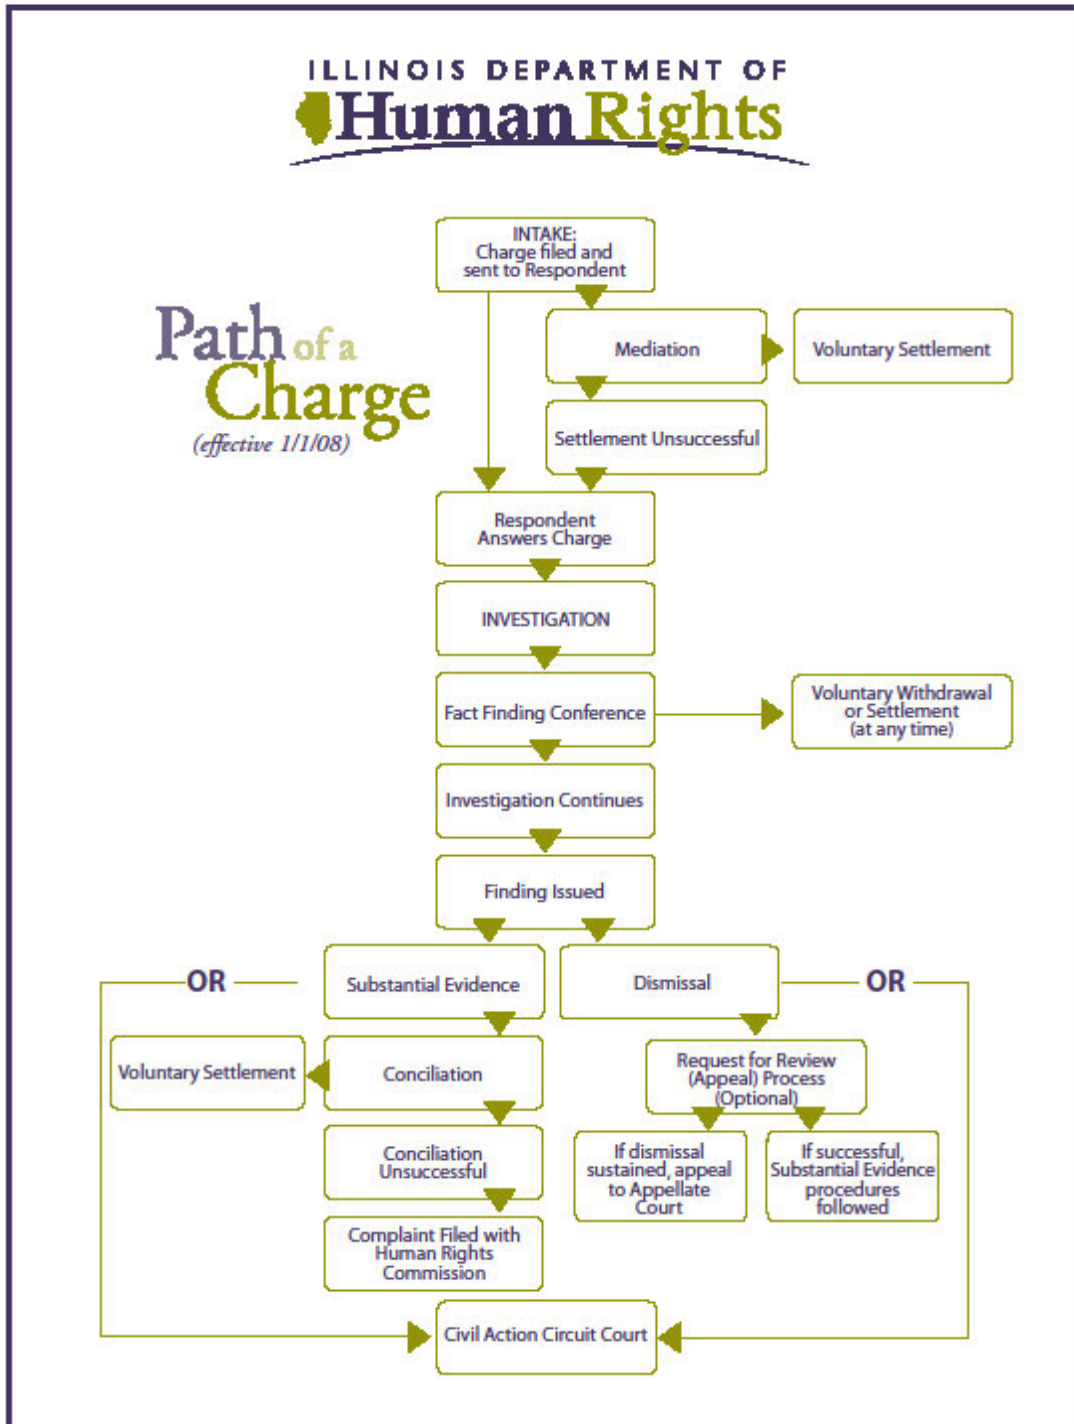 ILLINOIS DEPARTMENT OF
Human Rights
Path of a
Charge
(effective 1/1/08)
INTAKE:
Charge filed and
sent to Respondent
Mediation
Voluntary Settlement
Settlement Unsuccessful
Respondent
Answers Charge
INVESTIGATION
Fact Finding Conference
Voluntary Withdrawal
or Settlement
(at any time)
Investigation Continues
Finding Issued
OR
Substantial Evidence
Dismissal
OR
Voluntary Settlement
Conciliation
Request for Review
(Appeal) Process
(Optional)
Conciliation
Unsuccessful
If dismissal
sustained, appeal
to Appellate
Court
If successful,
Substantial Evidence
procedures
followed
Complaint Filed with
Human Rights
Commission
Civil Action Circuit Court